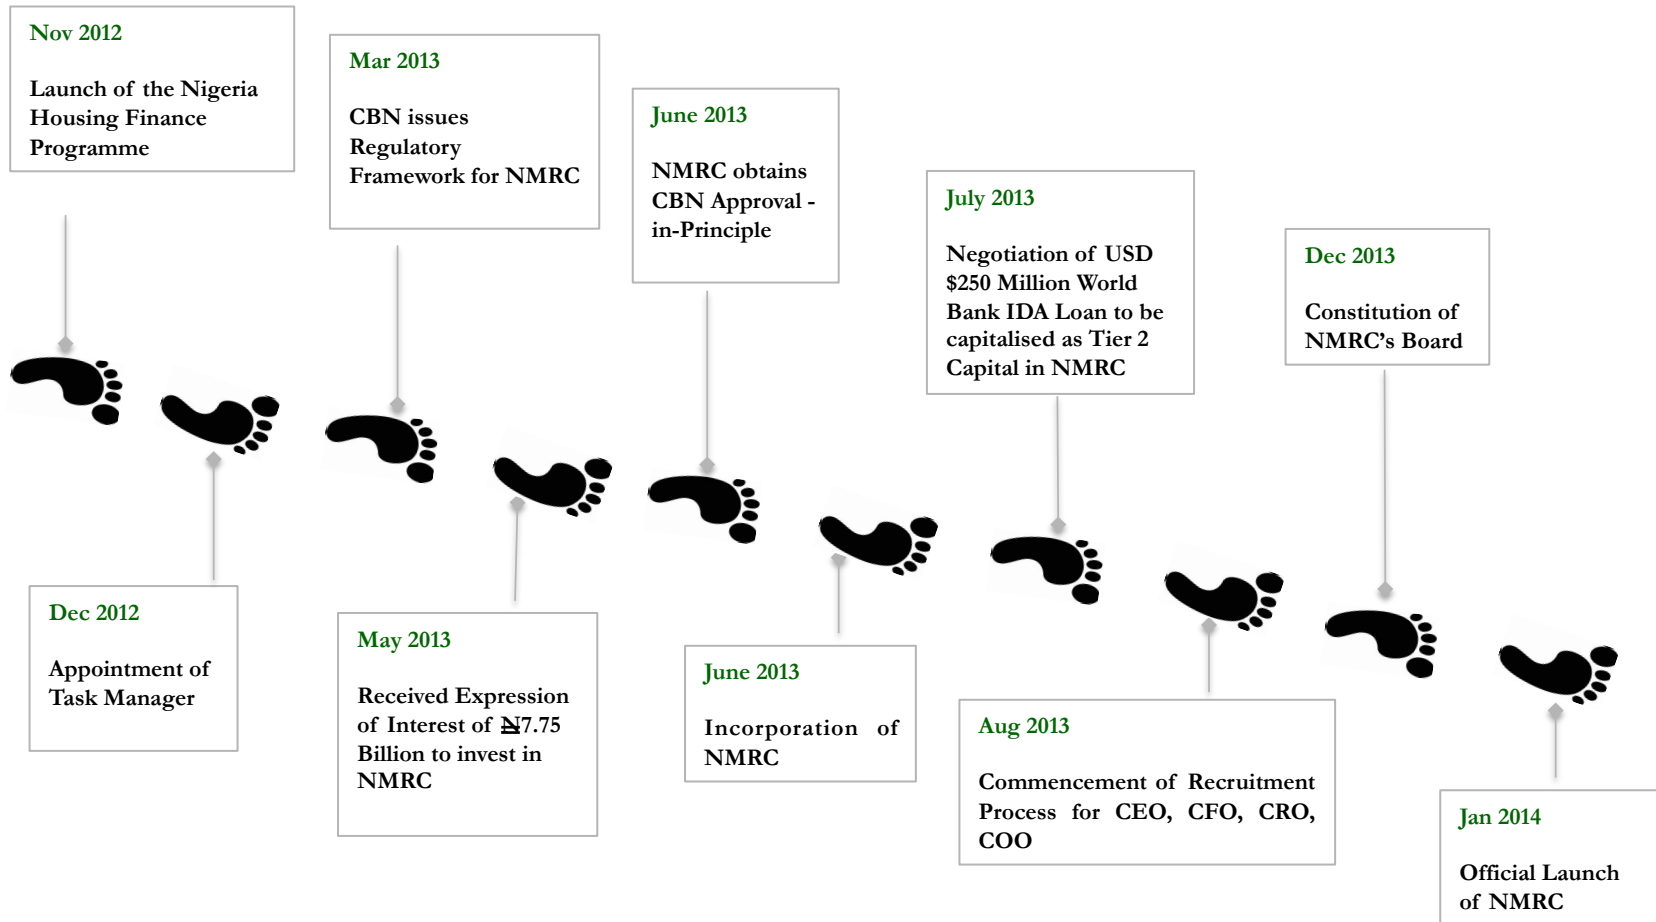 Nov 2012
Launch of the Nigeria
Housing Finance
Programme
Dec 2012
Appointment of
Task Manager
Mar 2013
CBN issues
Regulatory
Framework for NMRC
May 2013
Received Expression
of Interest of ₦7.75
Billion to invest in
NMRC
June 2013
NMRC obtains
CBN Approval -
in-Principle
June 2013
Incorporation of
NMRC
July 2013
Negotiation of USD
$250 Million World
Bank IDA Loan to be
capitalised as Tier 2
Capital in NMRC
Aug 2013
Commencement of Recruitment
Process for CEO, CFO, CRO,
COO
Dec 2013
Constitution of
NMRC’s Board
Jan 2014
Official Launch
of NMRC